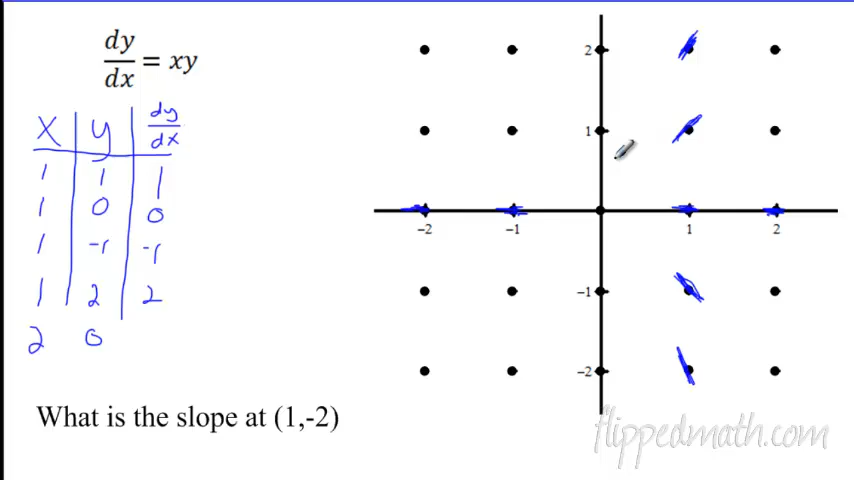 dy/dx = xy
x y dy/dx
1 1 1
1 0 0
1 -1 -1
1 2 2
2 0
What is the slope at (1,-2)
2
1
-2 -1 1 2
-1
-2
flippedmath.com